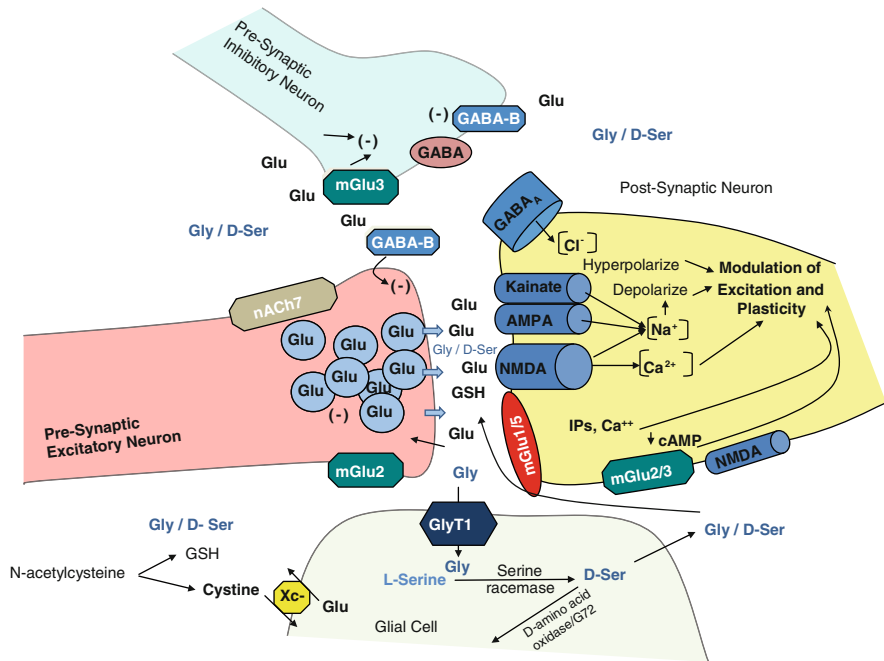 Pre-Synaptic
Inhibitory Neuron
(-)
(-)
GABA-B
Glu
GABA
Glu
mGlu3
Glu
Glu
Gly / D-Ser
Gly / D-Ser
Post-Synaptic Neuron
GABA-B
(-)
nACh7
Glu
Glu
Glu
Glu
Glu
Glu
Glu
Glu
(-)
Pre-Synaptic
Excitatory Neuron
mGlu2
Glu
Glu
Gly / D-Ser
Glu
GSH
Glu
Gly
GABAA
[Cl-]
Hyperpolarize
Depolarize
Modulation of
Excitation and
Plasticity
Kainate
AMPA
NMDA
[Na+]
[Ca2+]
mGlu1/5
IPs, Ca++
cAMP
mGlu2/3
NMDA
Gly / D-Ser
Gly / D- Ser
GSH
N-acetylcysteine
Cystine
Xc-
Glu
GlyT1
Gly
L-Serine
Serine
racemase
D-Ser
D-amino acid
oxidase/G72
Glial Cell